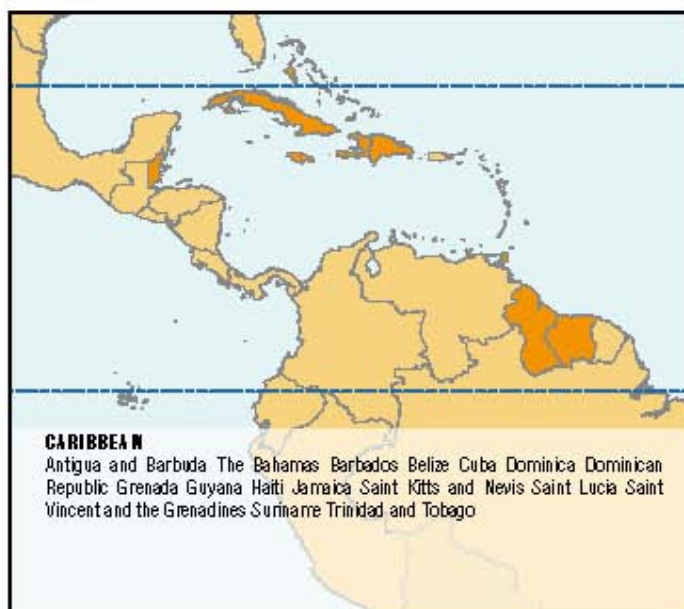 CARIBBEAN
Antigua and Barbuda The Bahamas Barbados Belize Cuba Dominica Dominican
Republic Grenada Guyana Haiti Jamaica Saint Kitts and Nevis Saint Lucia Saint
Vincent and the Grenadines Suriname Trinidad and Tobago